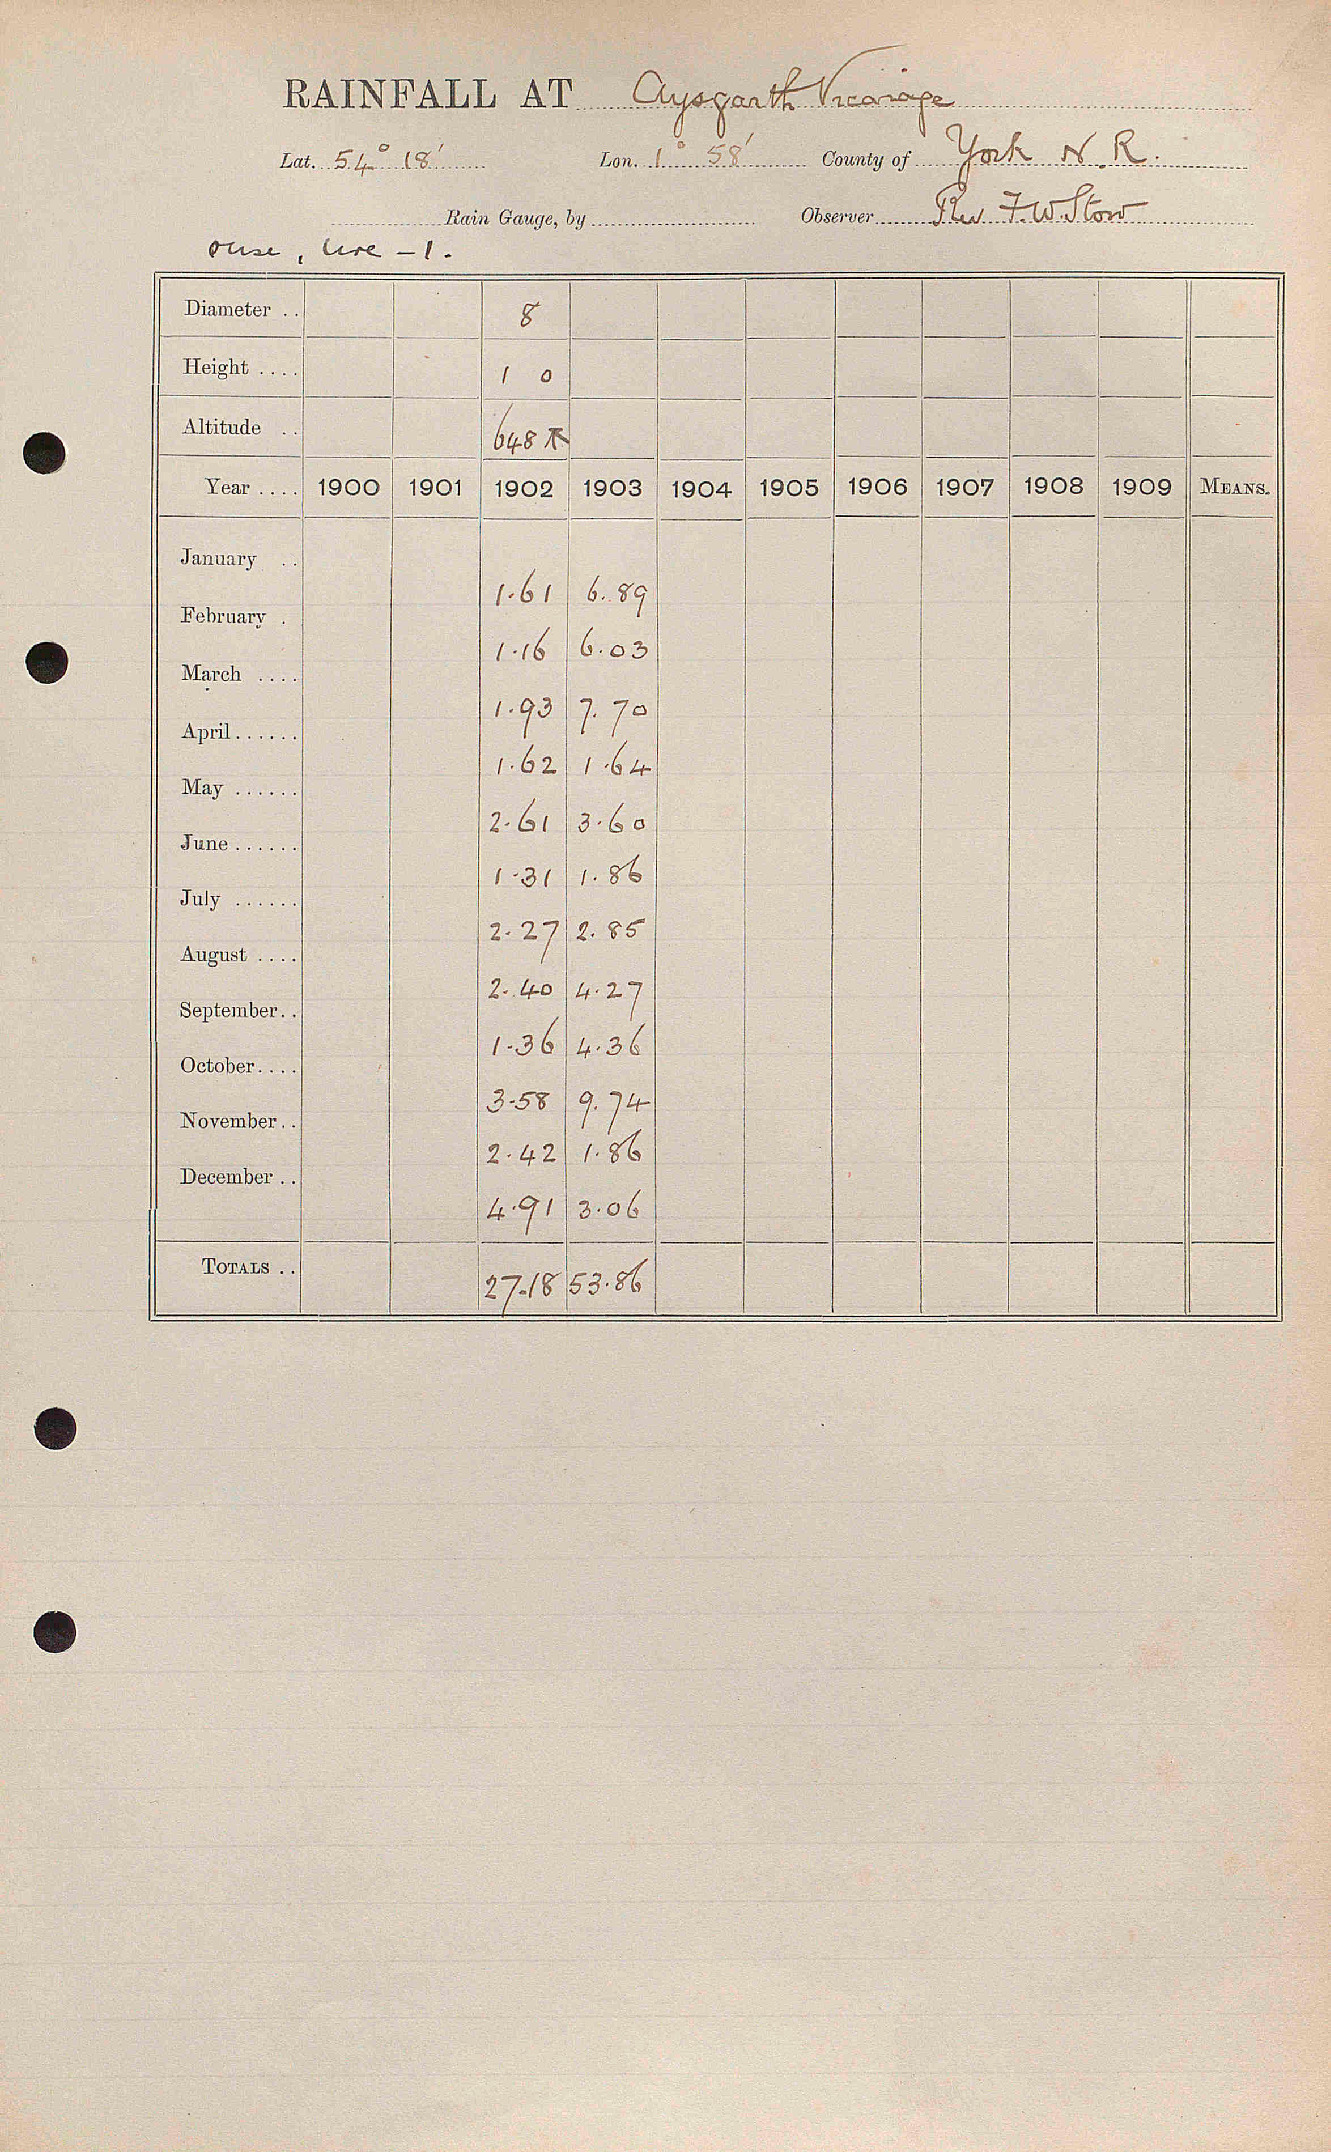 RAINFALL AT Aysgarth Vicarage
Lat. 54° 18' Lon. 1° 58' County of York N.R.
Rain Gauge, by Observer Rev F.W. Stow
Ouse, Ure - 1.
Diameter .. 8
Height .... 1 0
Altitude .. 648
Year .... 1900 1901 1902 1903 1904 1905 1906 1907 1908 1909 MEANS.
January .. 1.61 6.89
February . 1.16 6.03
March .... 1.93 7.70
April...... 1.62 1.64
May ...... 2.61 3.60
June ...... 1.31 1.86
July ...... 2.27 2.85
August .... 2.40 4.27
September.. 1.36 4.36
October.... 3.58 9.74
November.. 2.42 1.86
December .. 4.91 3.06
TOTALS .. 27.18 53.86